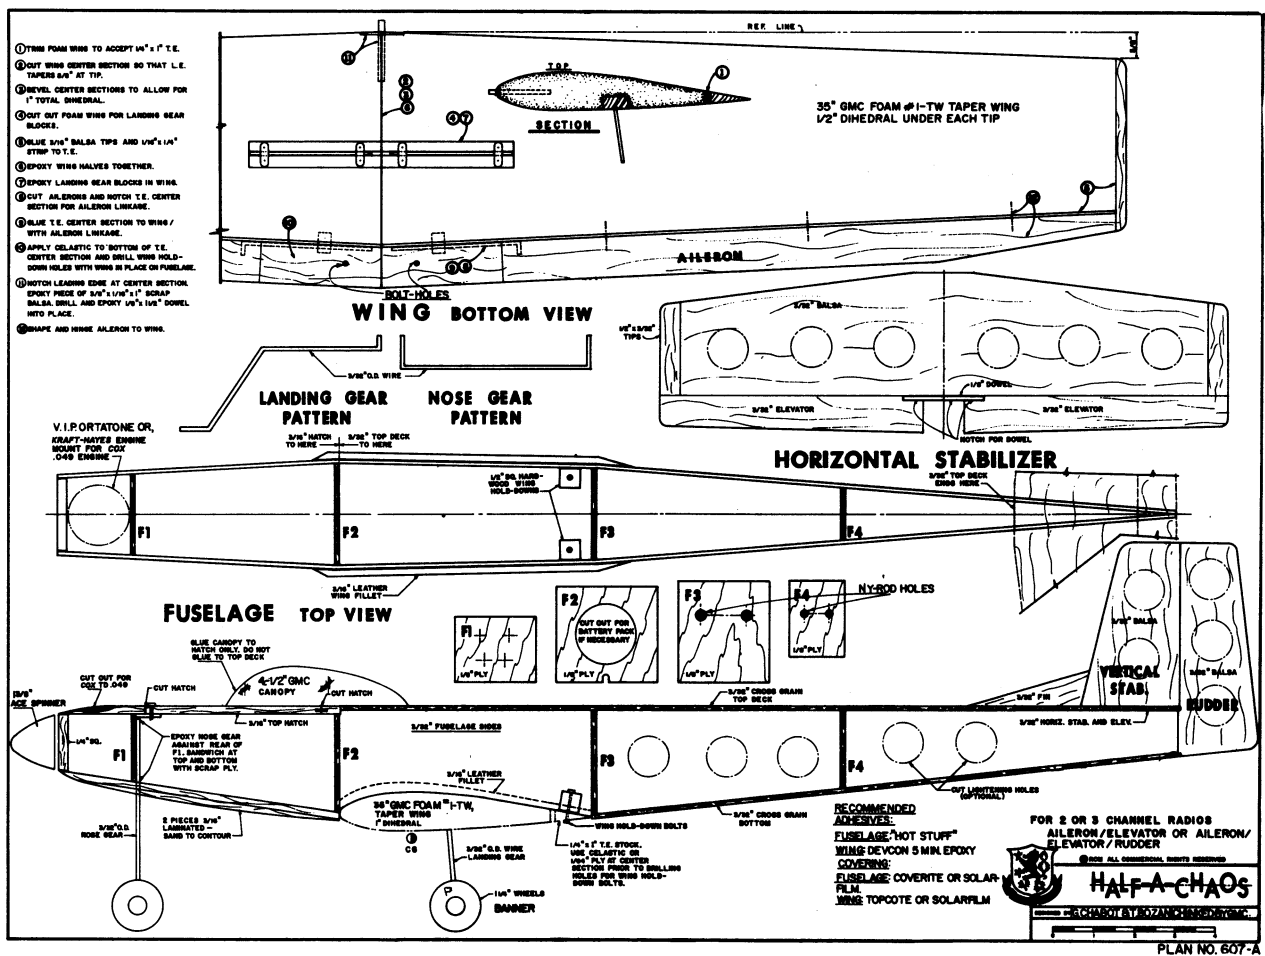 REF. LINE
① TRIM FOAM WING TO ACCEPT 1/4" x 1" T.E.
② CUT WING CENTER SECTION SO THAT L.E.
TAPERS 5/8" AT TIP.
③ BEVEL CENTER SECTIONS TO ALLOW FOR
1" TOTAL DIHEDRAL.
④ CUT OUT FOAM WING FOR LANDING GEAR
BLOCKS.
⑤ GLUE 3/16" BALSA TIPS AND 1/16" x 1/4"
STRIP TO T.E.
⑥ EPOXY WING HALVES TOGETHER.
⑦ EPOXY LANDING GEAR BLOCKS IN WING.
CUT AILERONS AND NOTCH T.E. CENTER
SECTION FOR AILERON LINKAGE.
⑨ GLUE T.E. CENTER SECTION TO WING/
WITH AILERON LINKAGE.
⑩ APPLY CELASTIC TO BOTTOM OF T.E.
CENTER SECTION AND DRILL WING HOLD-
DOWN HOLES WITH WING IN PLACE ON FUSELAGE.
⑪ NOTCH LEADING EDGE AT CENTER SECTION.
EPOXY PIECE OF 3/8" x 1/16" x 1" SCRAP
BALSA. DRILL AND EPOXY 1/8" x 1 1/2" DOWEL
INTO PLACE.
SHAPE AND HINGE AILERON TO WING.
⑪
④⑦
⑩
TOP
①
SECTION
35" GMC FOAM #1-TW TAPER WING
1/2" DIHEDRAL UNDER EACH TIP
AILERON
BOLT-HOLES
WING BOTTOM VIEW
3/32" O.D. WIRE
LANDING GEAR
PATTERN
NOSE GEAR
PATTERN
3/32" BALSA
1/2" x 3/32"
TIPS
1/8" DOWEL
3/32" ELEVATOR
3/32" ELEVATOR
NOTCH FOR DOWEL
HORIZONTAL STABILIZER
V.I.P. ORTATONE OR,
KRAFT-HAYES ENGINE
MOUNT FOR COX
.049 ENGINE
3/16" HATCH
TO HERE
3/32" TOP DECK
TO HERE
1/2" SQ. HARD-
WOOD WING
HOLD-DOWNS
3/32" TOP DECK
ENDS HERE
F1
F2
F3
F4
3/16" LEATHER
WING FILLET
FUSELAGE TOP VIEW
F1
1/8" PLY
F2
CUT OUT FOR
BATTERY PACK
IF NECESSARY
1/8" PLY
F3
1/8" PLY
F4
1/8" PLY
NY-ROD HOLES
GLUE CANOPY TO
HATCH ONLY. DO NOT
GLUE TO TOP DECK
4-1/2" GMC
CANOPY
CUT OUT FOR
COX TD .049
CUT HATCH
CUT HATCH
ACE SPINNER
3/16" TOP HATCH
1/4" SQ.
F1
EPOXY NOSE GEAR
AGAINST REAR OF
F1. SANDWICH AT
TOP AND BOTTOM
WITH SCRAP PLY.
F2
3/32" FUSELAGE SIDES
3/32" CROSS GRAIN
TOP DECK
F3
F4
3/32" FIN
3/32" HORIZ. STAB. AND ELEV.
3/32" BALSA
VERTICAL
STAB.
3/32" BALSA
RUDDER
3/16" LEATHER
FILLET
35" GMC FOAM #1-TW,
TAPER WING
1" DIHEDRAL
CG
CUT LIGHTENING HOLES
(OPTIONAL)
3/32" CROSS GRAIN
BOTTOM
WING HOLD-DOWN BOLTS
3/32" O.D.
NOSE GEAR
2 PIECES 3/16"
LAMINATED -
SAND TO CONTOUR
3/32" O.D. WIRE
LANDING GEAR
1/4" x 1" T.E. STOCK.
USE CELASTIC OR
1/64" PLY AT CENTER
SECTION PRIOR TO DRILLING
HOLES FOR WING HOLD-
DOWN BOLTS.
1 1/4" WHEELS
BANNER
RECOMMENDED
ADHESIVES:
FUSELAGE: "HOT STUFF"
WING: DEVCON 5 MIN. EPOXY
COVERING:
FUSELAGE: COVERITE OR SOLAR-
FILM.
WING: TOPCOTE OR SOLARFILM
FOR 2 OR 3 CHANNEL RADIOS
AILERON/ELEVATOR OR AILERON/
ELEVATOR/RUDDER
RCM ALL COMMERCIAL RIGHTS RESERVED
HALF-A-CHAOS
DESIGNED BY: G. CHABOT & T. BOZANICH INKED BY: GMC.
PLAN NO. 607-A